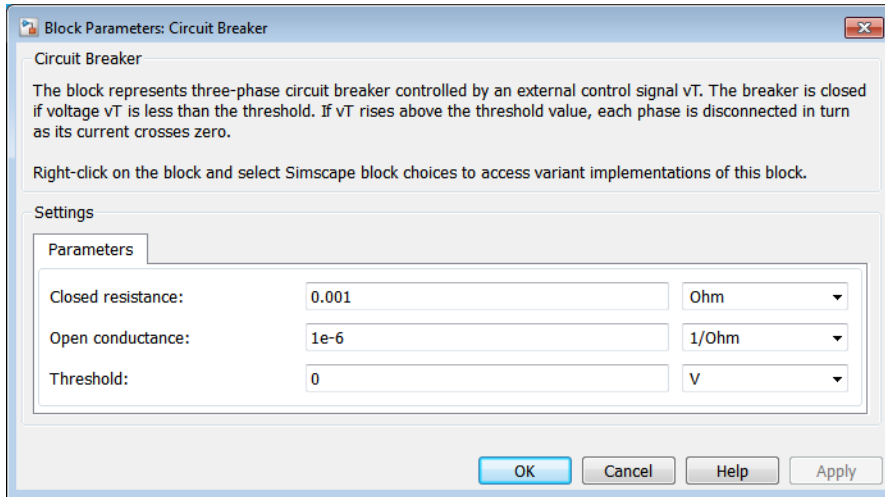 Block Parameters: Circuit Breaker
Circuit Breaker
The block represents three-phase circuit breaker controlled by an external control signal vT. The breaker is closed
if voltage vT is less than the threshold. If vT rises above the threshold value, each phase is disconnected in turn
as its current crosses zero.
Right-click on the block and select Simscape block choices to access variant implementations of this block.
Settings
Parameters
Closed resistance: 0.001 Ohm
Open conductance: 1e-6 1/Ohm
Threshold: 0 V
OK Cancel Help Apply